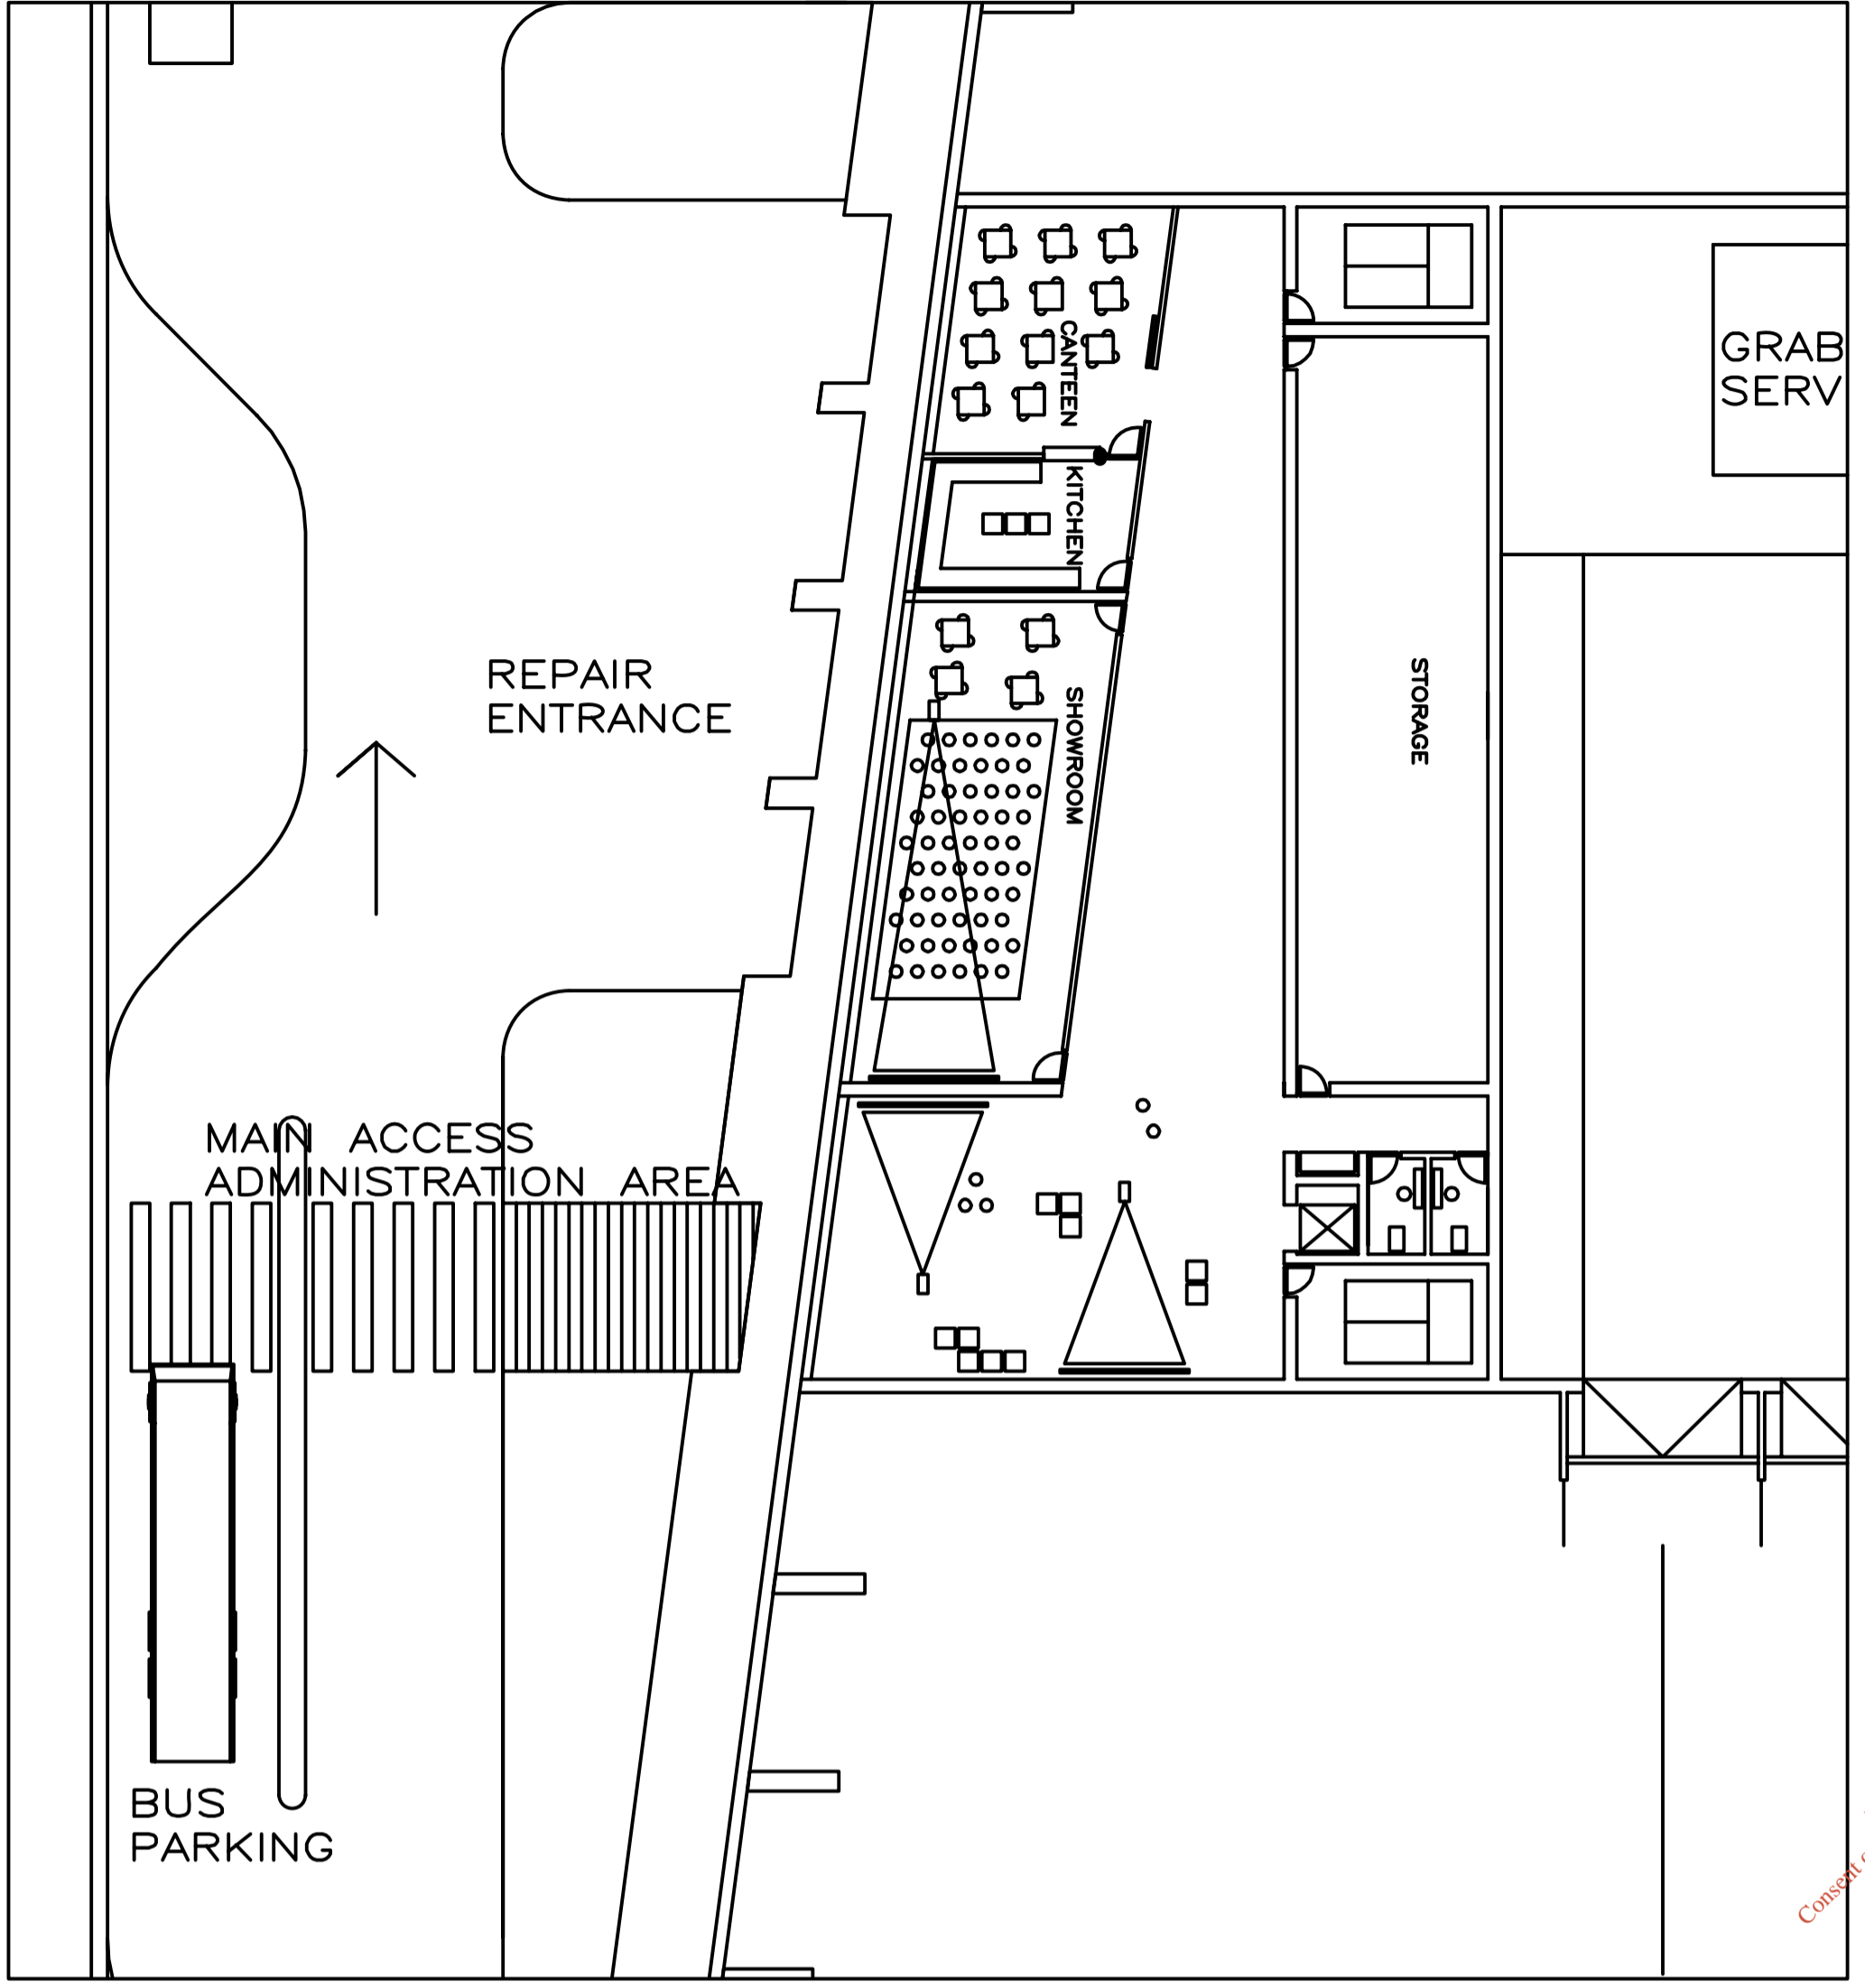 GRAB
SERV
CANTEEN
KITCHEN
REPAIR
ENTRANCE
SHOWROOM
STORAGE
MAIN ACCESS
ADMINISTRATION AREA
BUS
PARKING
Consent